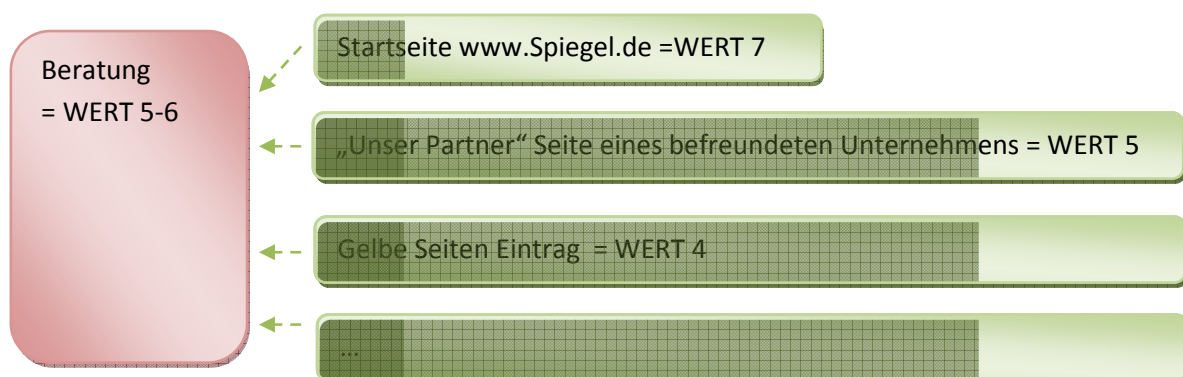 Beratung
= WERT 5-6
Startseite www.Spiegel.de =WERT 7
„Unser Partner“ Seite eines befreundeten Unternehmens = WERT 5
Gelbe Seiten Eintrag = WERT 4
...